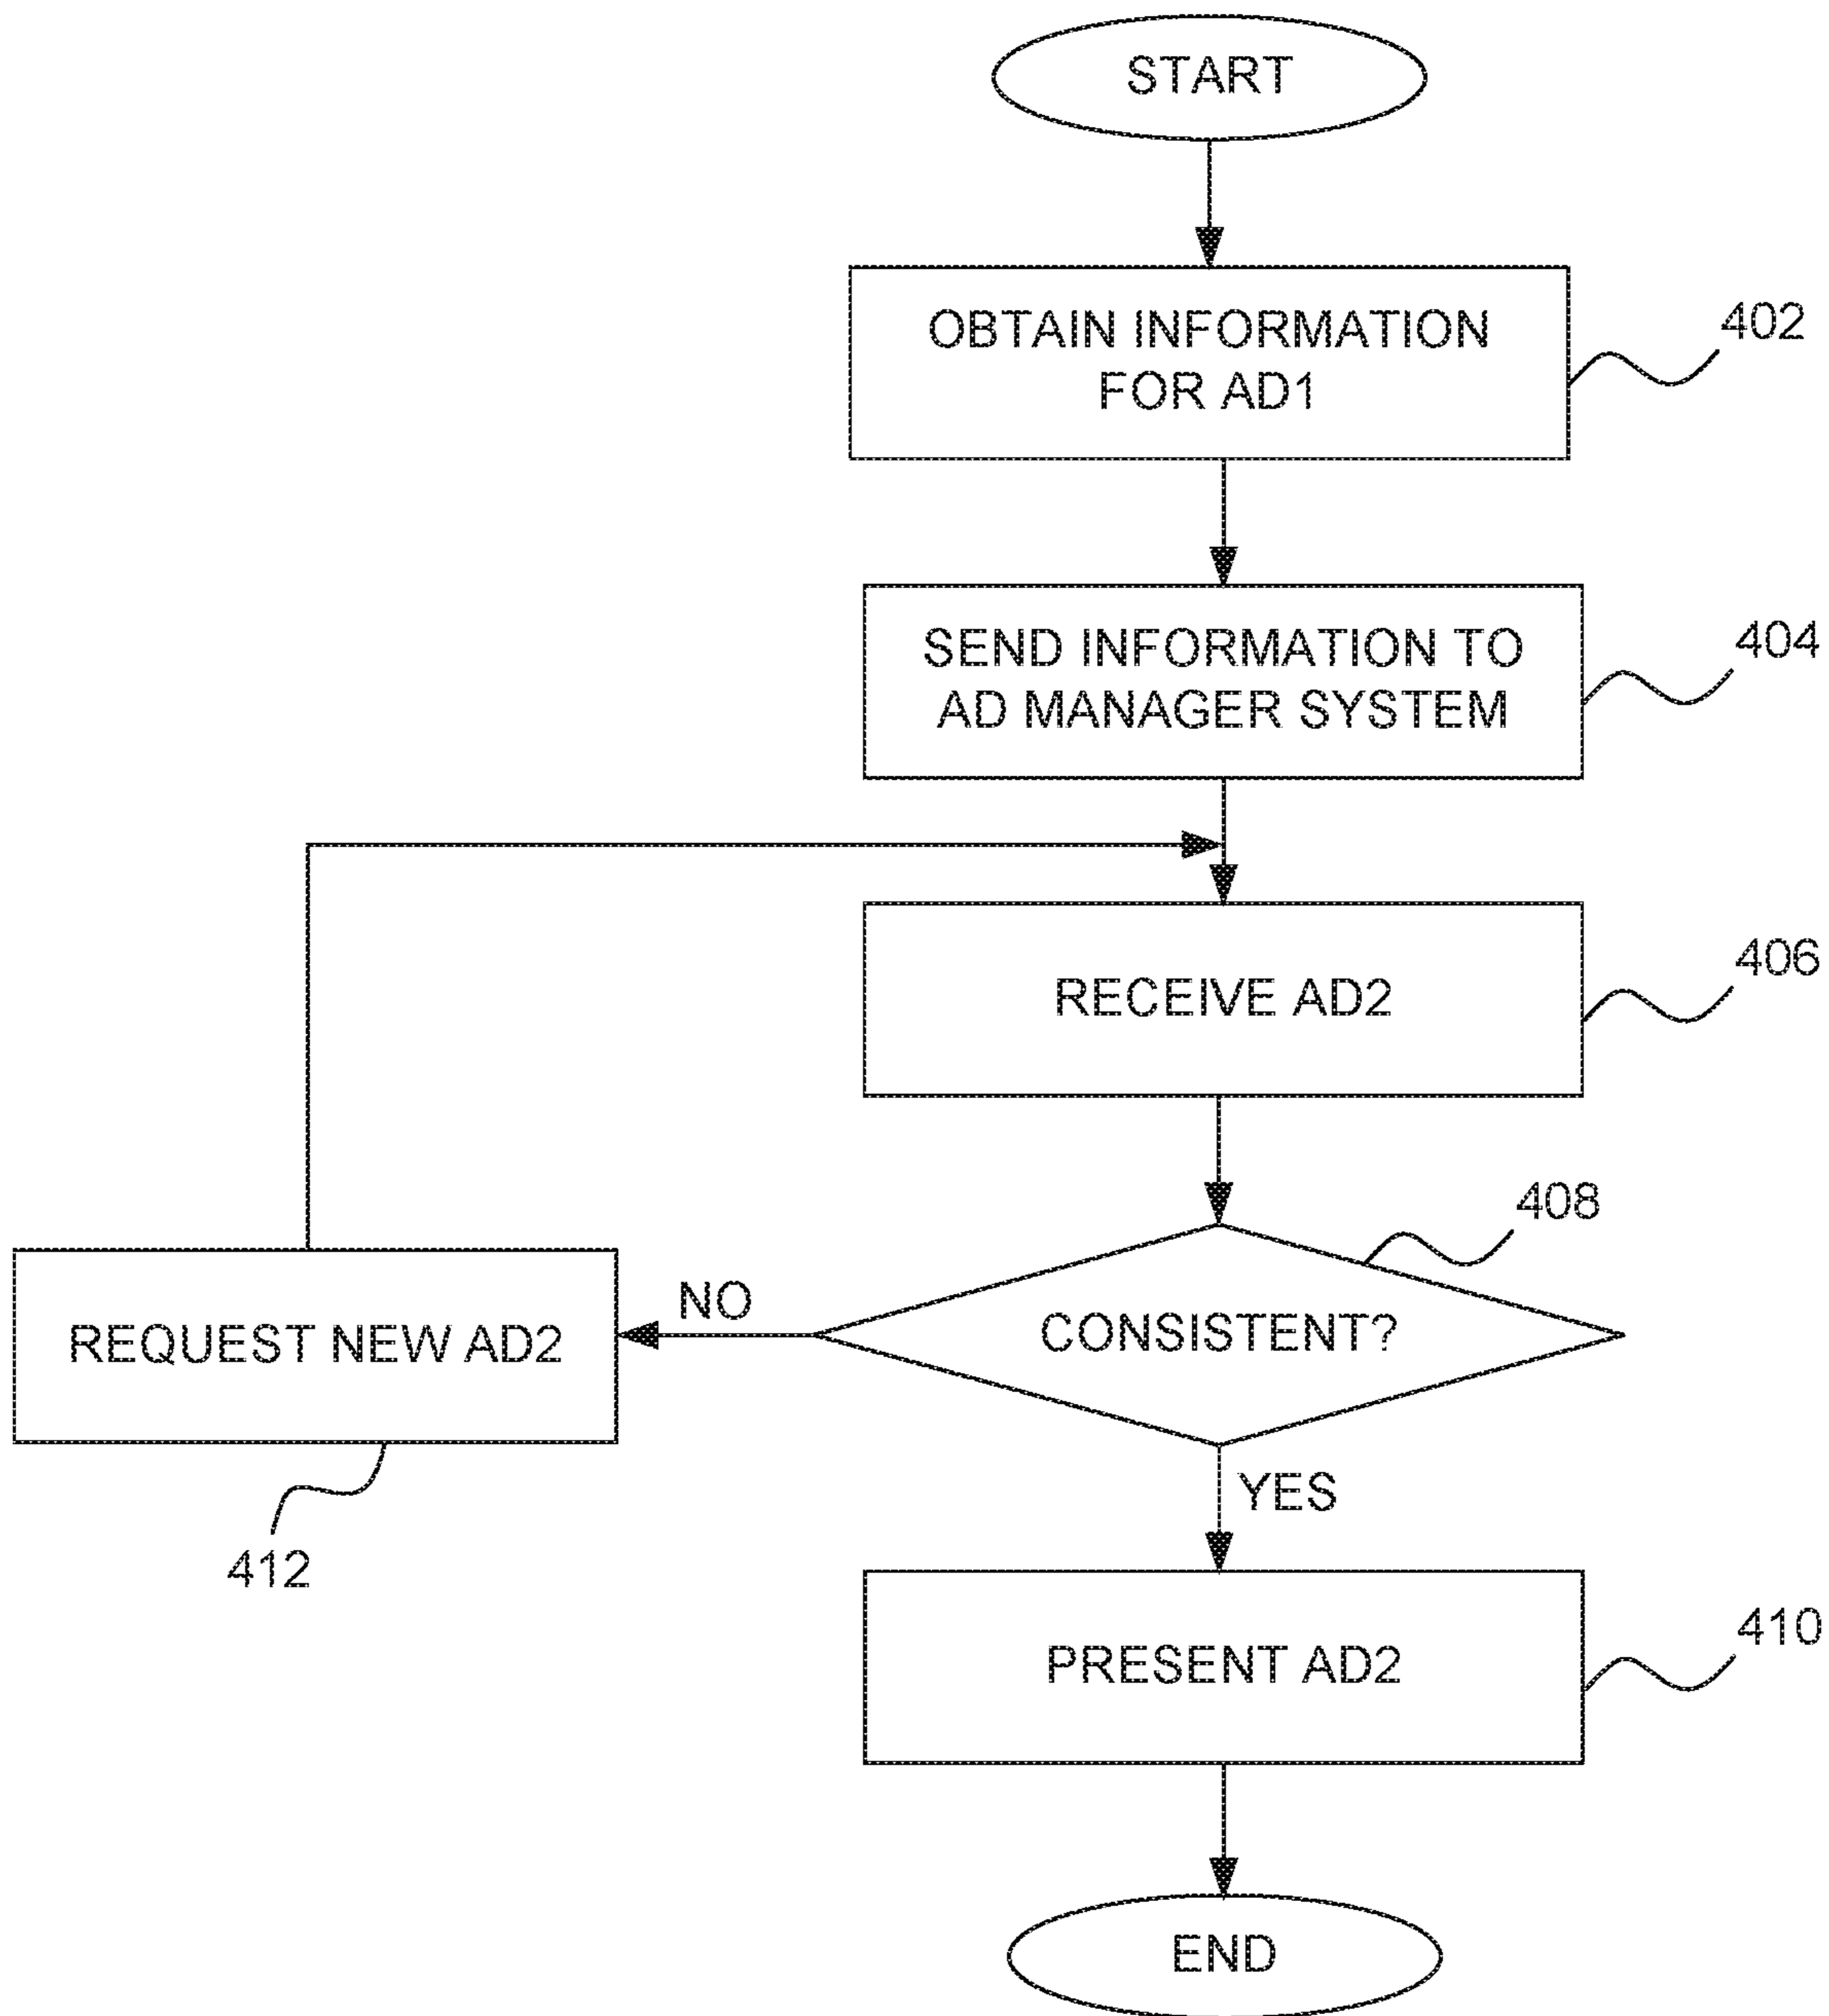 START
OBTAIN INFORMATION
FOR AD1
402
SEND INFORMATION TO
AD MANAGER SYSTEM
404
RECEIVE AD2
406
408
CONSISTENT?
NO
REQUEST NEW AD2
412
YES
PRESENT AD2
410
END